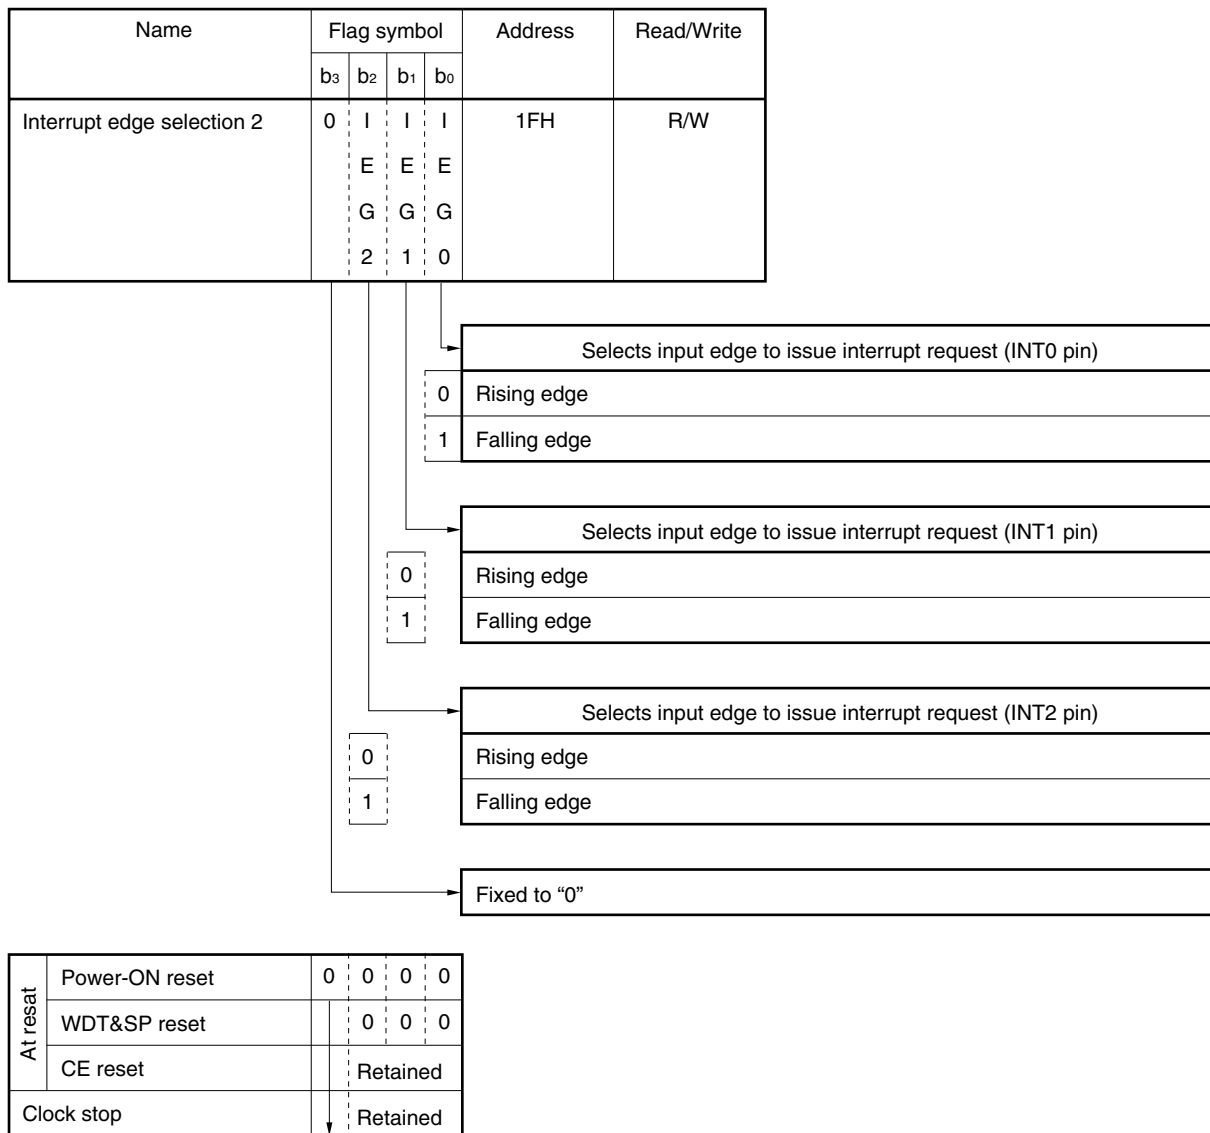 Name Flag symbol Address Read/Write
b3 b2 b1 b0
Interrupt edge selection 2 0 I I I 1FH R/W
E E E
G G G
2 1 0
Selects input edge to issue interrupt request (INT0 pin)
0 Rising edge
1 Falling edge
Selects input edge to issue interrupt request (INT1 pin)
0 Rising edge
1 Falling edge
Selects input edge to issue interrupt request (INT2 pin)
0 Rising edge
1 Falling edge
Fixed to “0”
At resat
Power-ON reset 0 0 0 0
WDT&SP reset 0 0 0
CE reset Retained
Clock stop Retained